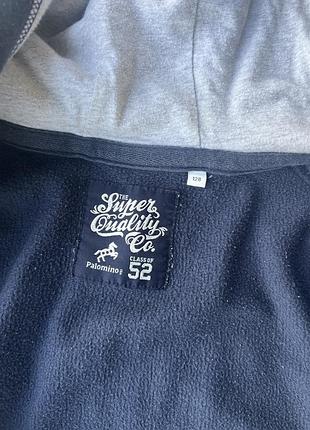 THE
Super
Quality
Co.
CLASS OF
Palomino
52
128